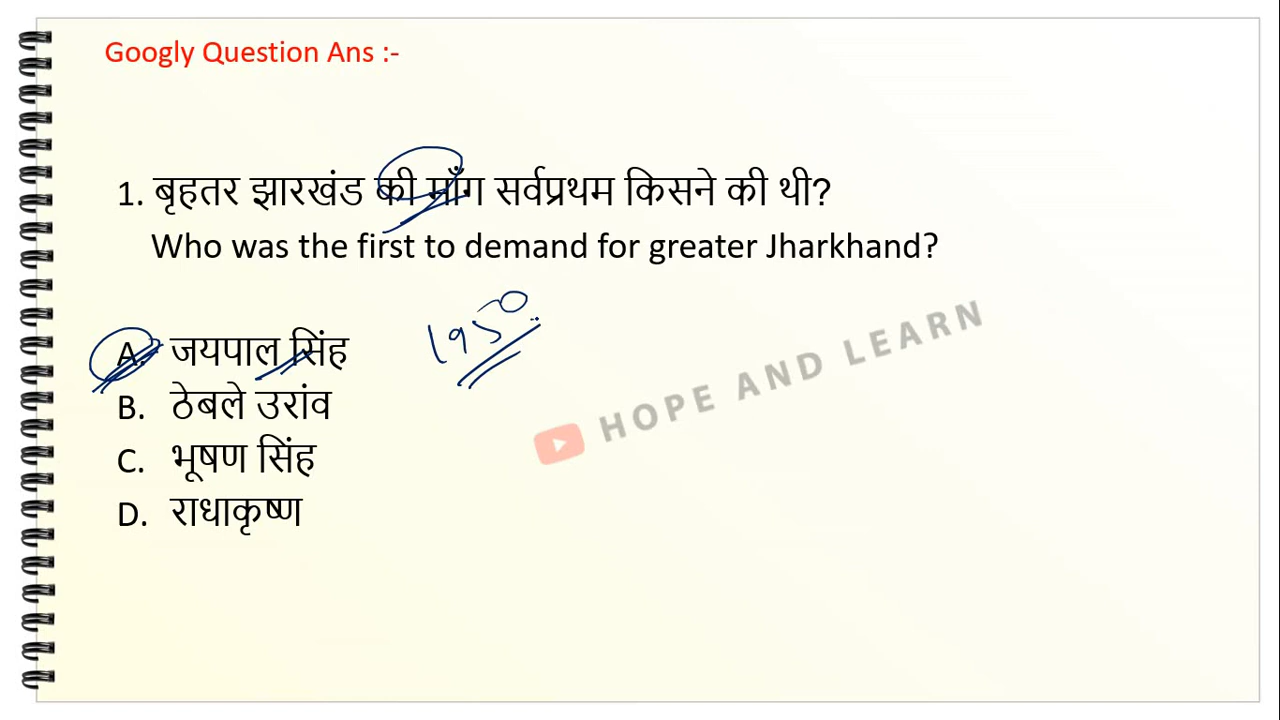 Googly Question Ans :-
1. बृहतर झारखंड की माँग सर्वप्रथम किसने की थी?
Who was the first to demand for greater Jharkhand?
A. जयपाल सिंह
1950
B. ठेबले उरांव
C. भूषण सिंह
D. राधाकृष्ण
HOPE AND LEARN